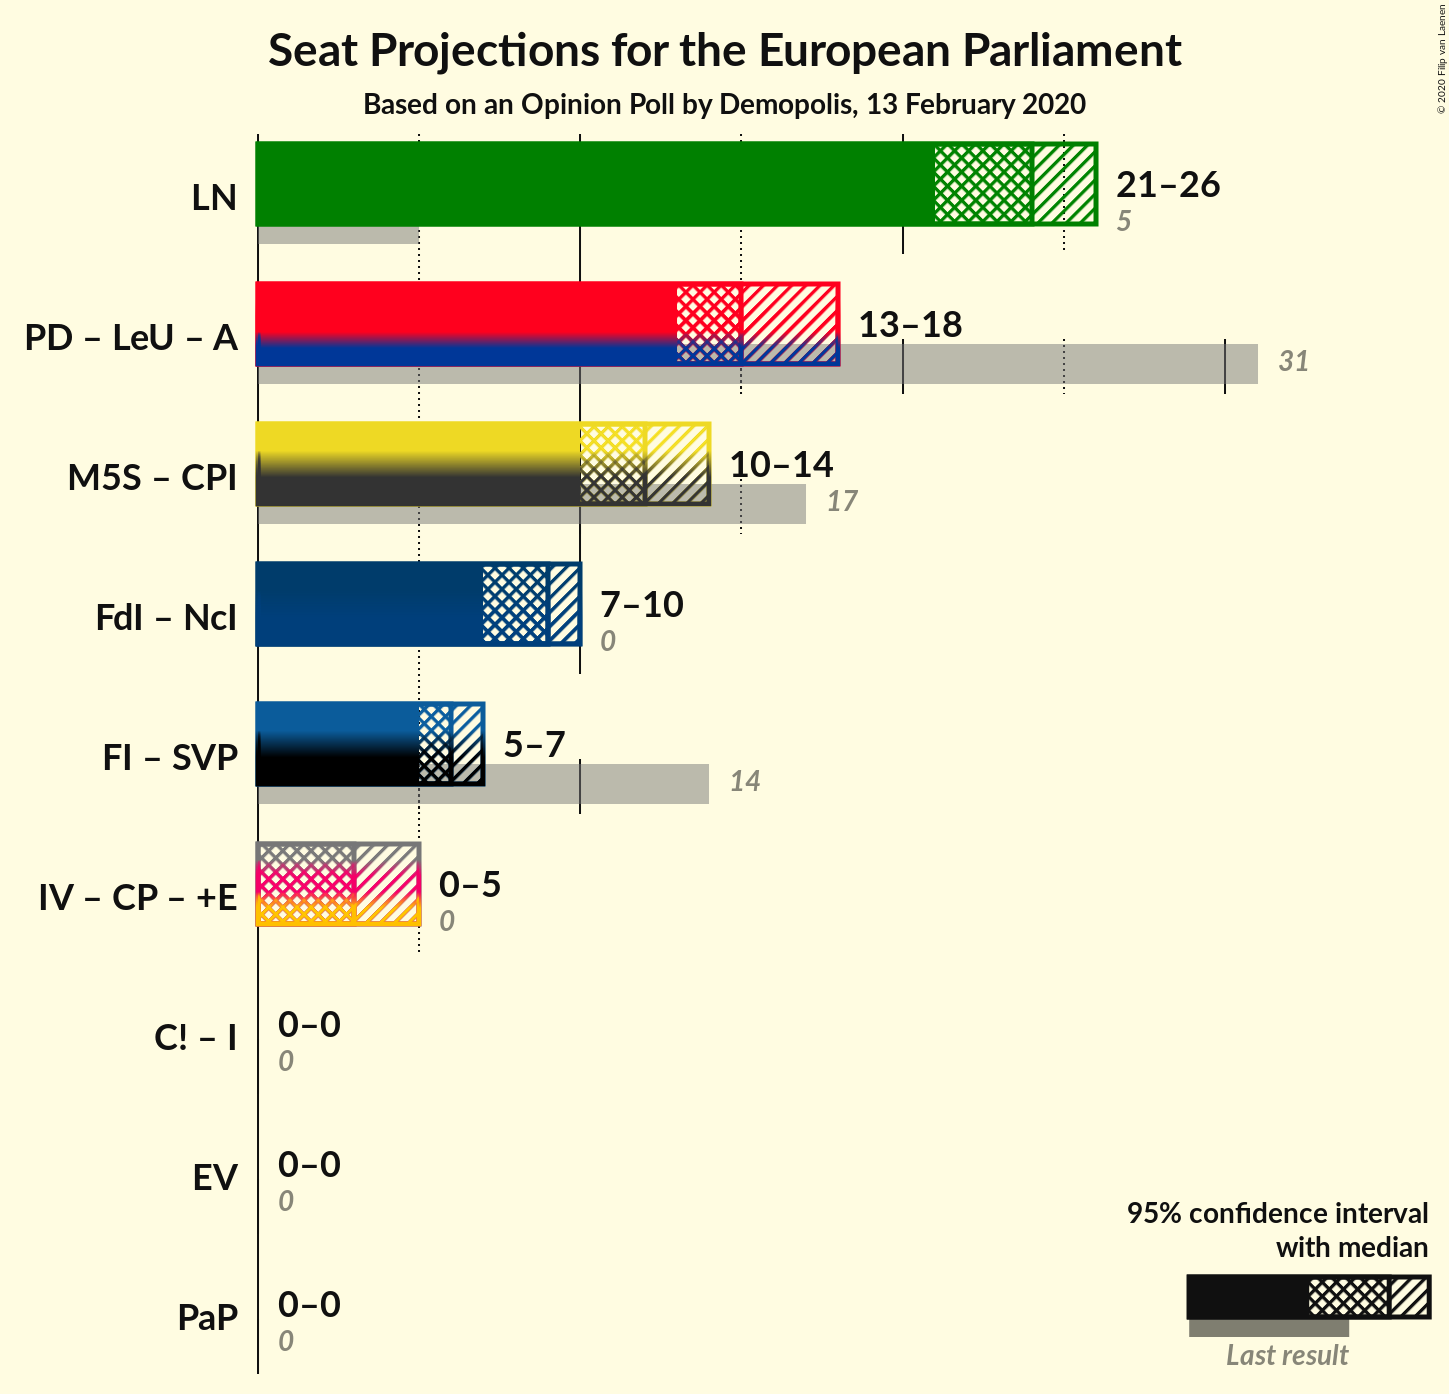 Seat Projections for the European Parliament
Based on an Opinion Poll by Demopolis, 13 February 2020
© 2020 Filip van Laenen
LN
21–26
5
PD – LeU – A
13–18
31
M5S – CPI
10–14
17
FdI – NcI
7–10
0
FI – SVP
5–7
14
IV – CP – +E
0–5
0
C! – I
0–0
0
EV
0–0
0
PaP
0–0
0
95% confidence interval
with median
Last result